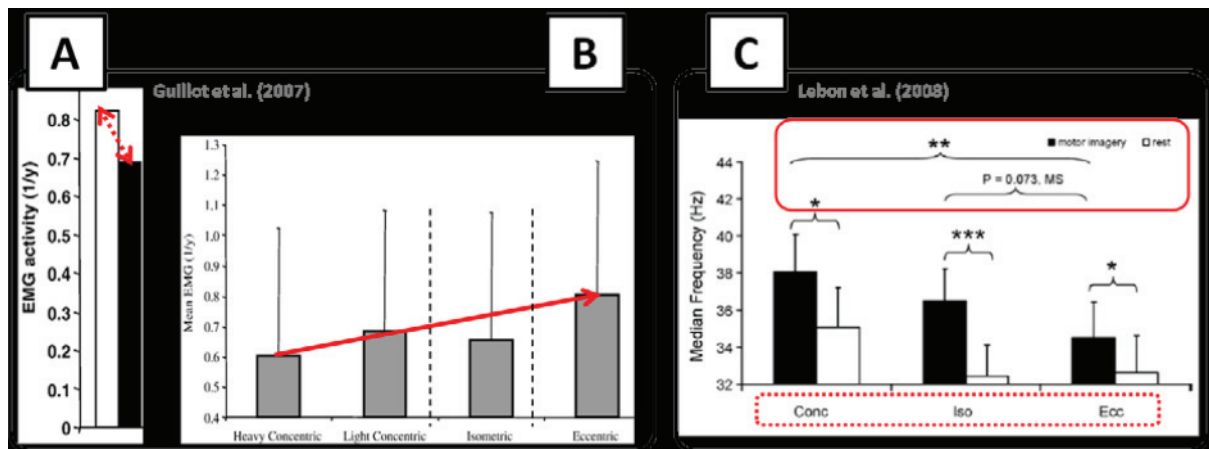 A
B
C
Guillot et al. (2007)
Lebon et al. (2008)
EMG activity (1/y)
0.8
0.7
0.6
0.5
0.4
0.3
0.2
0.1
0
Mean EMG (1/y)
1.3
1.2
1.1
1.0
0.9
0.8
0.7
0.6
0.5
0.4
Heavy Concentric Light Concentric Isometric Eccentric
motor imagery rest
**
P = 0.073, MS
*
***
*
Median Frequency (Hz)
44
42
40
38
36
34
32
Conc Iso Ecc